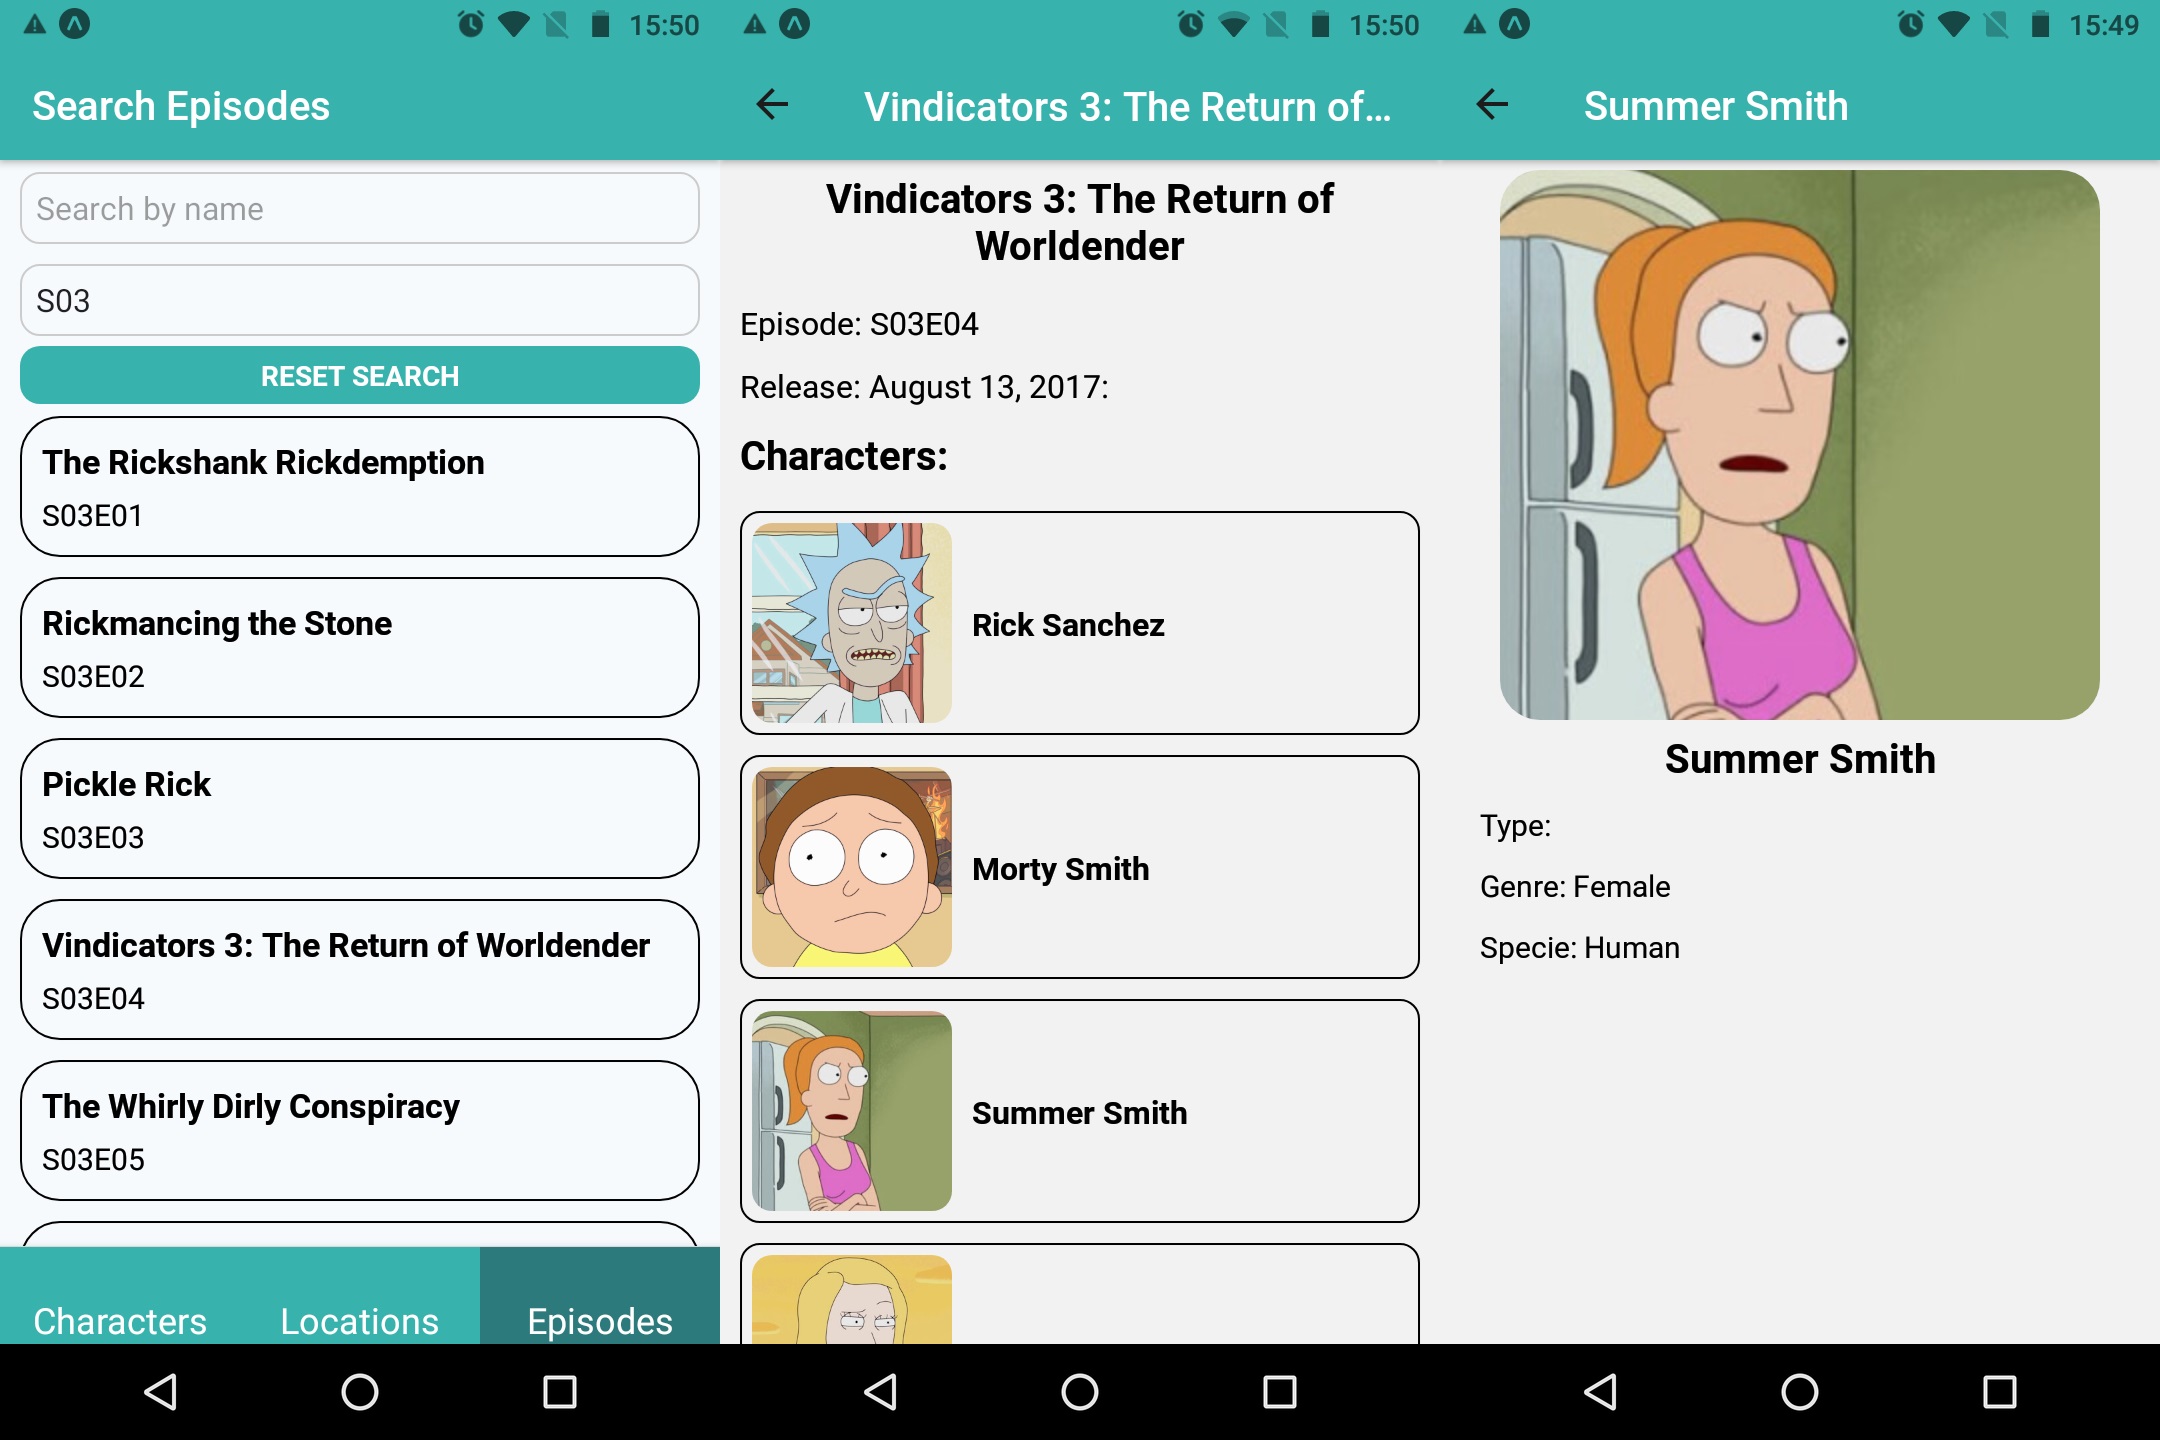 15:50
Search Episodes
Search by name
S03
RESET SEARCH
The Rickshank Rickdemption
S03E01
Rickmancing the Stone
S03E02
Pickle Rick
S03E03
Vindicators 3: The Return of Worldender
S03E04
The Whirly Dirly Conspiracy
S03E05
Characters
Locations
Episodes
15:50
Vindicators 3: The Return of...
Vindicators 3: The Return of
Worldender
Episode: S03E04
Release: August 13, 2017:
Characters:
Rick Sanchez
Morty Smith
Summer Smith
15:49
Summer Smith
Summer Smith
Type:
Genre: Female
Specie: Human